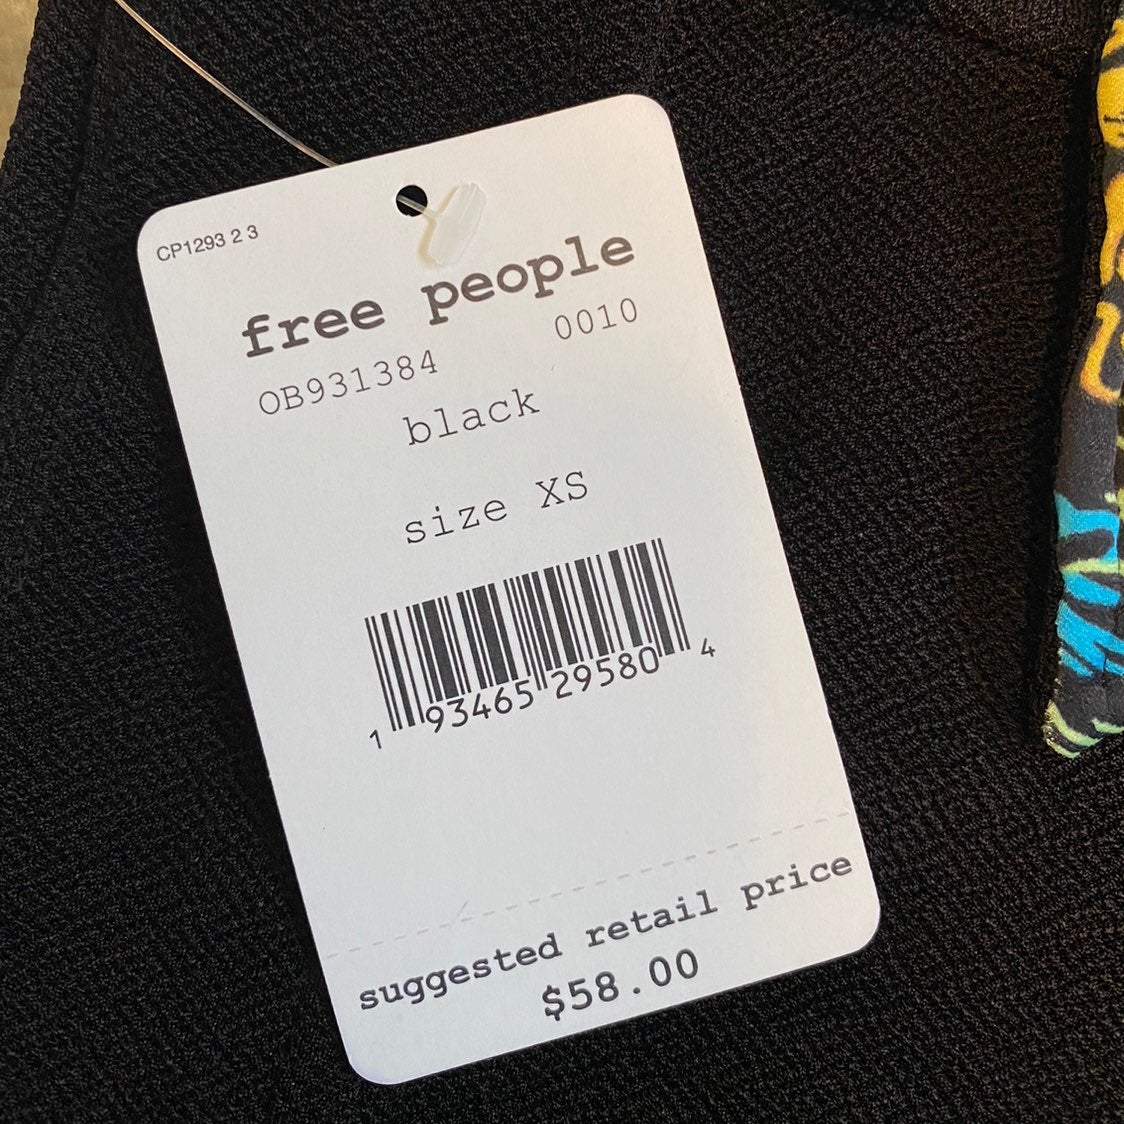 CP1293 2 3
free people
OB931384 0010
black
size XS
1 93465 29580 4
suggested retail price
$58.00